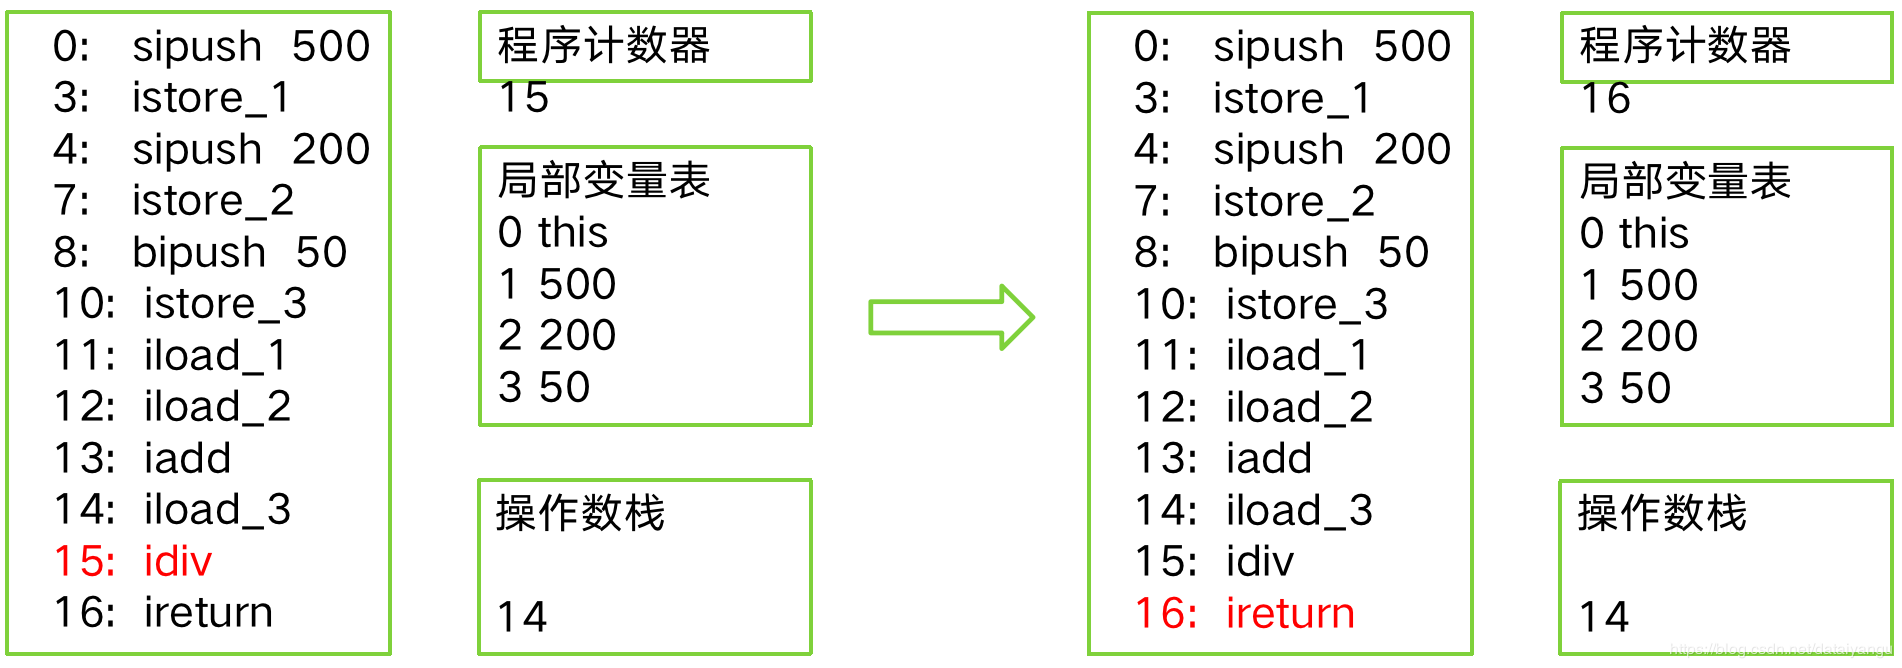 0: sipush 500
3: istore_1
4: sipush 200
7: istore_2
8: bipush 50
10: istore_3
11: iload_1
12: iload_2
13: iadd
14: iload_3
15: idiv
16: ireturn
程序计数器
15
局部变量表
0 this
1 500
2 200
3 50
操作数栈
14
0: sipush 500
3: istore_1
4: sipush 200
7: istore_2
8: bipush 50
10: istore_3
11: iload_1
12: iload_2
13: iadd
14: iload_3
15: idiv
16: ireturn
程序计数器
16
局部变量表
0 this
1 500
2 200
3 50
操作数栈
14